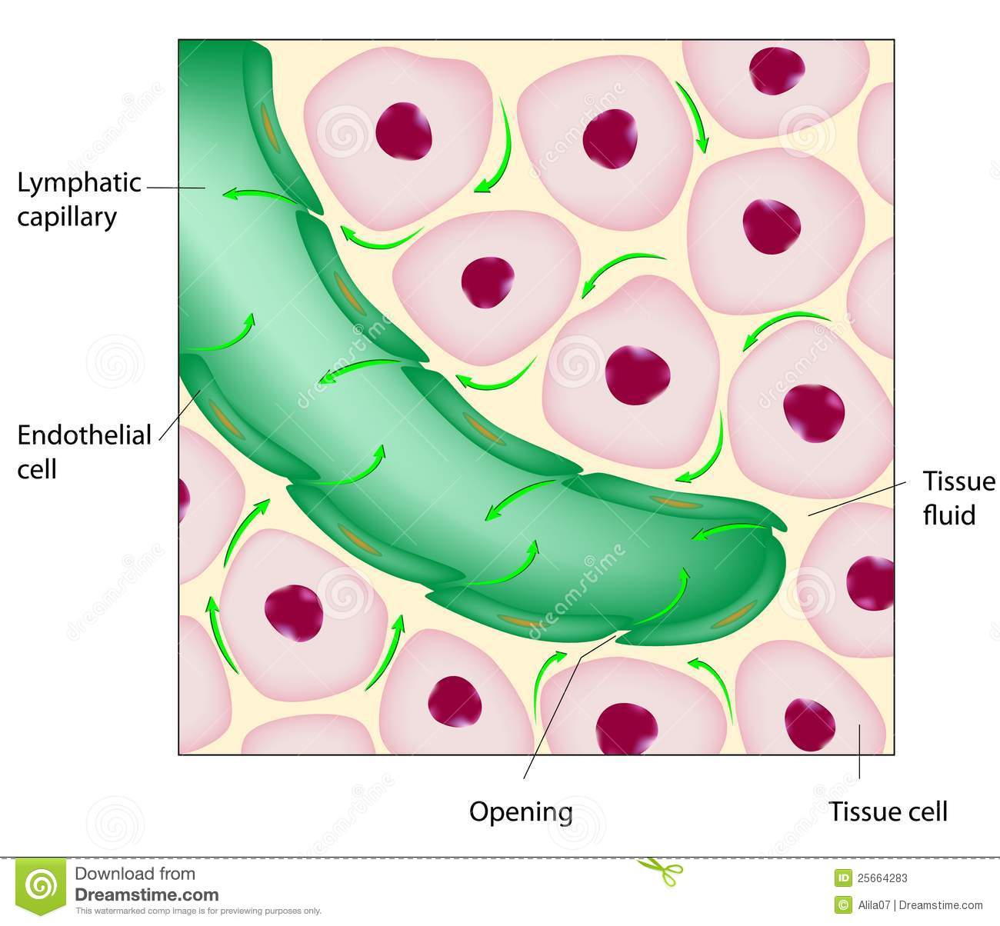 Lymphatic
capillary
Endothelial
cell
Tissue
fluid
Opening
Tissue cell
dreamstime
Download from
Dreamstime.com
This watermarked comp image is for previewing purposes only.
ID 25664283
© Alila07 | Dreamstime.com